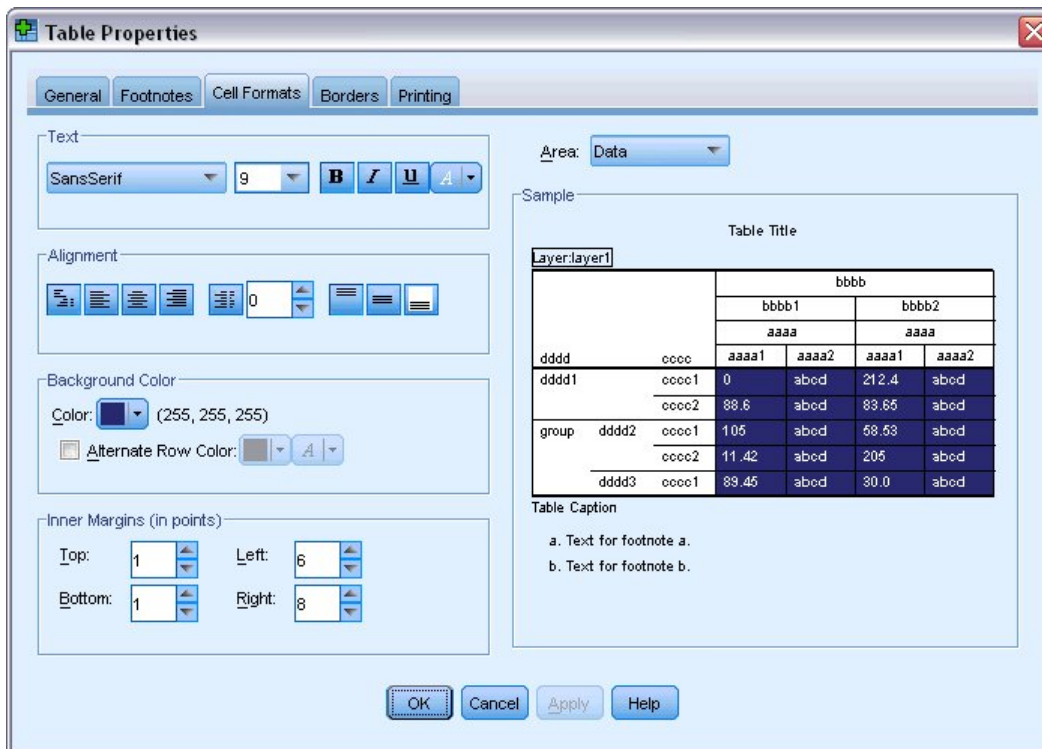 Table Properties
General Footnotes Cell Formats Borders Printing
Text
SansSerif 9 B I U A
Area: Data
Alignment
0
Background Color
Color: (255, 255, 255)
Alternate Row Color: A
Inner Margins (in points)
Top: 1 Left: 6
Bottom: 1 Right: 8
Sample
Table Title
Layer:layer1
bbbb
bbbb1 bbbb2
aaaa aaaa
dddd cccc aaaa1 aaaa2 aaaa1 aaaa2
dddd1 cccc1 0 abcd 212.4 abcd
cccc2 88.6 abcd 83.65 abcd
group dddd2 cccc1 105 abcd 58.53 abcd
cccc2 11.42 abcd 205 abcd
dddd3 cccc1 89.45 abcd 30.0 abcd
Table Caption
a. Text for footnote a.
b. Text for footnote b.
OK Cancel Apply Help